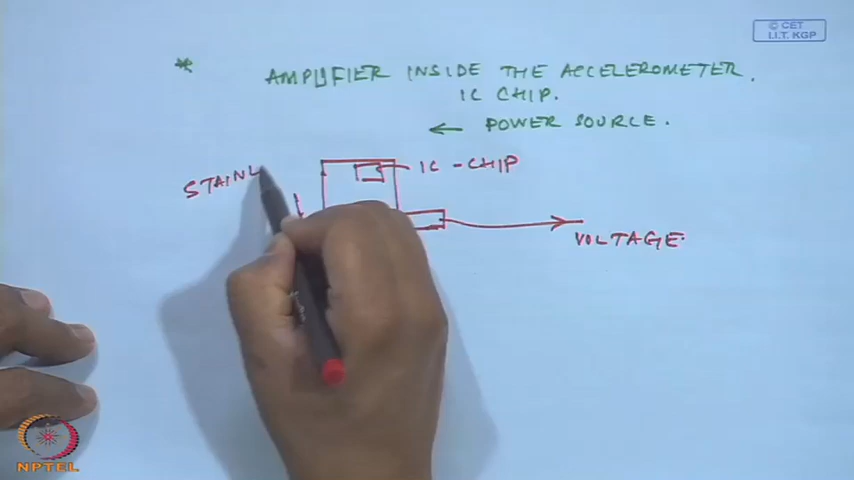 © CET
I.I.T. KGP
* AMPLIFIER INSIDE THE ACCELEROMETER.
IC CHIP.
← POWER SOURCE.
IC - CHIP
STAINL
VOLTAGE.
NPTEL